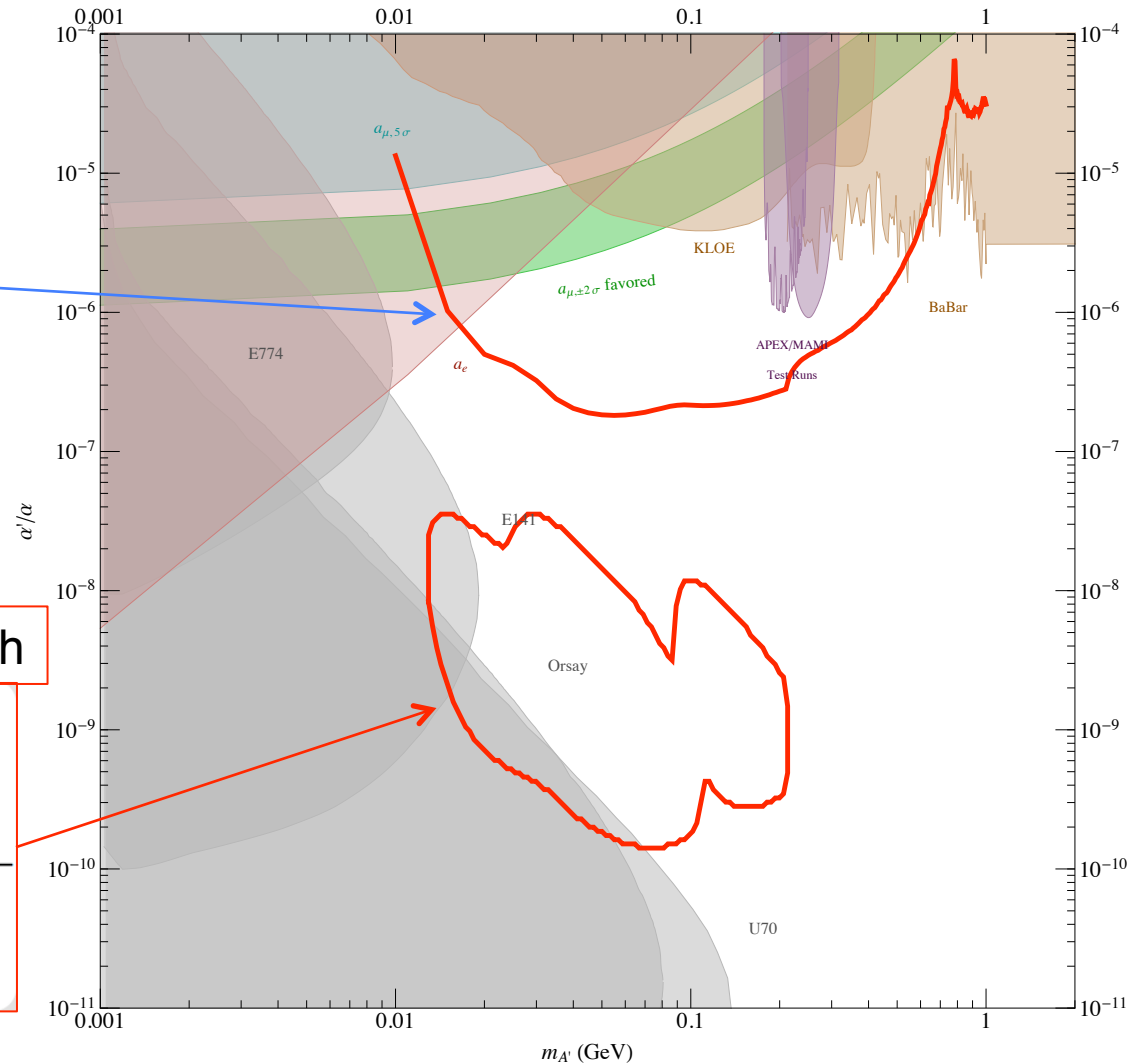 0.001 0.01 0.1 1
10⁻⁴ 10⁻⁴
a_{μ,5σ}
10⁻⁵ 10⁻⁵
KLOE
a_{μ,±2σ} favored
10⁻⁶ 10⁻⁶
BaBar
APEX/MAMI
Test Runs
E774
a_e
10⁻⁷ 10⁻⁷
α'/α
E141
10⁻⁸ 10⁻⁸
h
Orsay
10⁻⁹ 10⁻⁹
10⁻¹⁰ 10⁻¹⁰
U70
10⁻¹¹ 10⁻¹¹
0.001 0.01 0.1 1
m_{A'} (GeV)